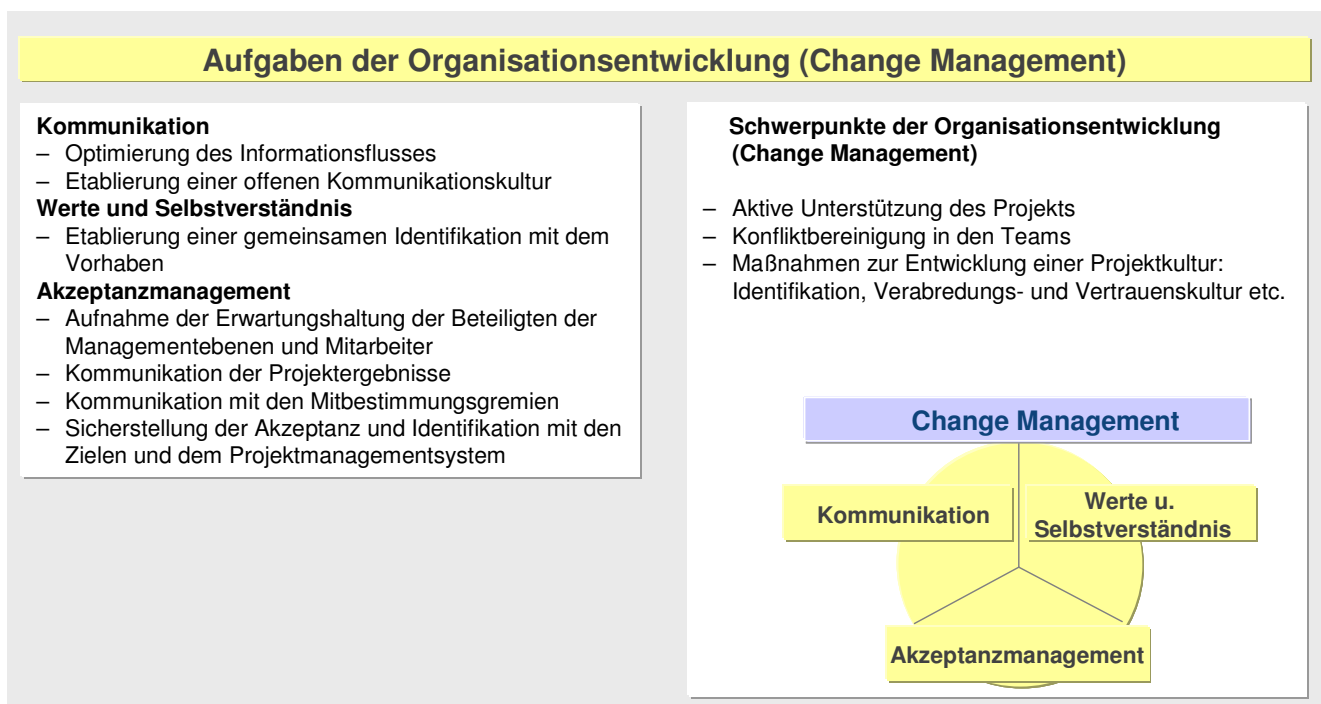 Aufgaben der Organisationsentwicklung (Change Management)
Kommunikation
– Optimierung des Informationsflusses
– Etablierung einer offenen Kommunikationskultur
Werte und Selbstverständnis
– Etablierung einer gemeinsamen Identifikation mit dem
Vorhaben
Akzeptanzmanagement
– Aufnahme der Erwartungshaltung der Beteiligten der
Managementebenen und Mitarbeiter
– Kommunikation der Projektergebnisse
– Kommunikation mit den Mitbestimmungsgremien
– Sicherstellung der Akzeptanz und Identifikation mit den
Zielen und dem Projektmanagementsystem
Schwerpunkte der Organisationsentwicklung
(Change Management)
– Aktive Unterstützung des Projekts
– Konfliktbereinigung in den Teams
– Maßnahmen zur Entwicklung einer Projektkultur:
Identifikation, Verabredungs- und Vertrauenskultur etc.
Change Management
Kommunikation
Werte u.
Selbstverständnis
Akzeptanzmanagement